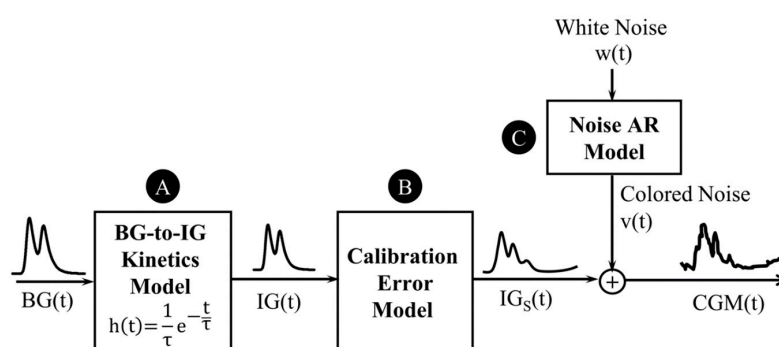 White Noise
w(t)
C
Noise AR
Model
A
B
Colored Noise
v(t)
BG-to-IG
Kinetics
Model
h(t)=1/τ e^−t/τ
Calibration
Error
Model
BG(t)
IG(t)
IG_S(t)
+
CGM(t)